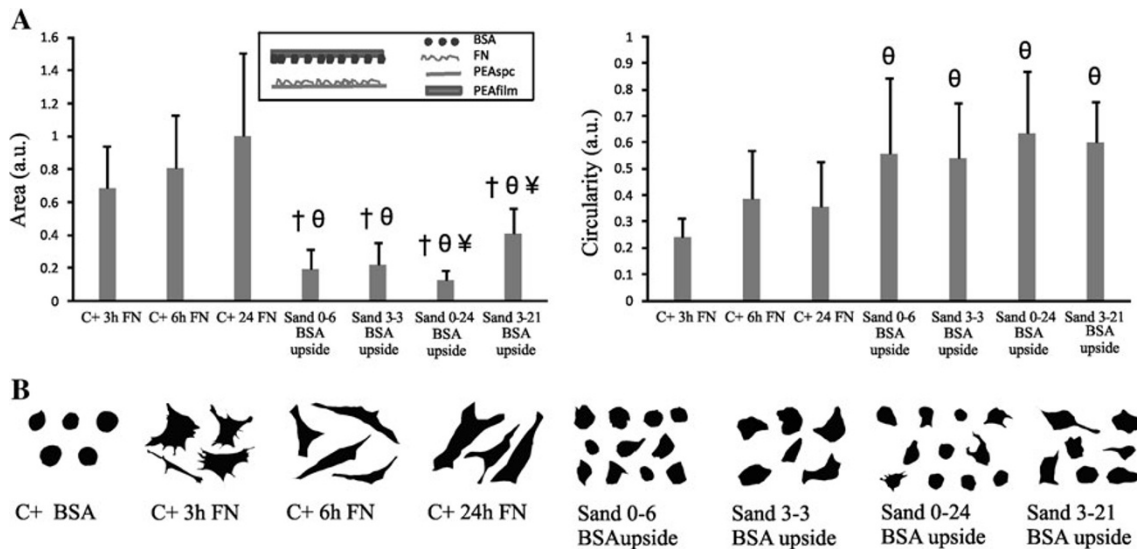 A
1.6
1.4
1.2
1
0.8
0.6
0.4
0.2
0
Area (a.u.)
BSA
FN
PEAspc
PEAfilm
† θ
† θ
† θ ¥
† θ ¥
C+ 3h FN
C+ 6h FN
C+ 24 FN
Sand 0-6
BSA
upside
Sand 3-3
BSA
upside
Sand 0-24
BSA
upside
Sand 3-21
BSA
upside
1
0.9
0.8
0.7
0.6
0.5
0.4
0.3
0.2
0.1
0
Circularity (a.u.)
θ
θ
θ
θ
C+ 3h FN
C+ 6h FN
C+ 24 FN
Sand 0-6
BSA
upside
Sand 3-3
BSA
upside
Sand 0-24
BSA
upside
Sand 3-21
BSA
upside
B
C+ BSA
C+ 3h FN
C+ 6h FN
C+ 24h FN
Sand 0-6
BSAupside
Sand 3-3
BSA upside
Sand 0-24
BSA upside
Sand 3-21
BSA upside